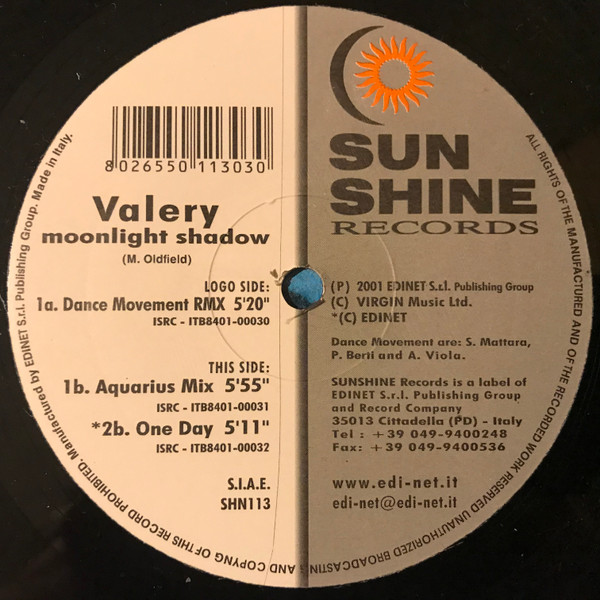 8 026550 113030
Valery
moonlight shadow
(M. Oldfield)
LOGO SIDE:
1a. Dance Movement RMX 5'20"
ISRC - ITB8401-00030
THIS SIDE:
1b. Aquarius Mix 5'55"
ISRC - ITB8401-00031
*2b. One Day 5'11"
ISRC - ITB8401-00032
S.I.A.E.
SHN113
SUN
SHINE
RECORDS
(P) 2001 EDINET S.r.l. Publishing Group
(C) VIRGIN Music Ltd.
*(C) EDINET
Dance Movement are: S. Mattara,
P. Berti and A. Viola.
SUNSHINE Records is a label of
EDINET S.r.l. Publishing Group
and Record Company
35013 Cittadella (PD) - Italy
Tel : +39 049-9400248
Fax: +39 049-9400536
www.edi-net.it
edi-net@edi-net.it
ALL RIGHTS OF THE MANUFACTURED AND OF THE RECORDED WORK RESERVED UNAUTHORIZED BROADCASTING AND COPYNG OF THIS RECORD PROHIBITED. Manufactured by EDINET S.r.l. Publishing Group. Made in Italy.